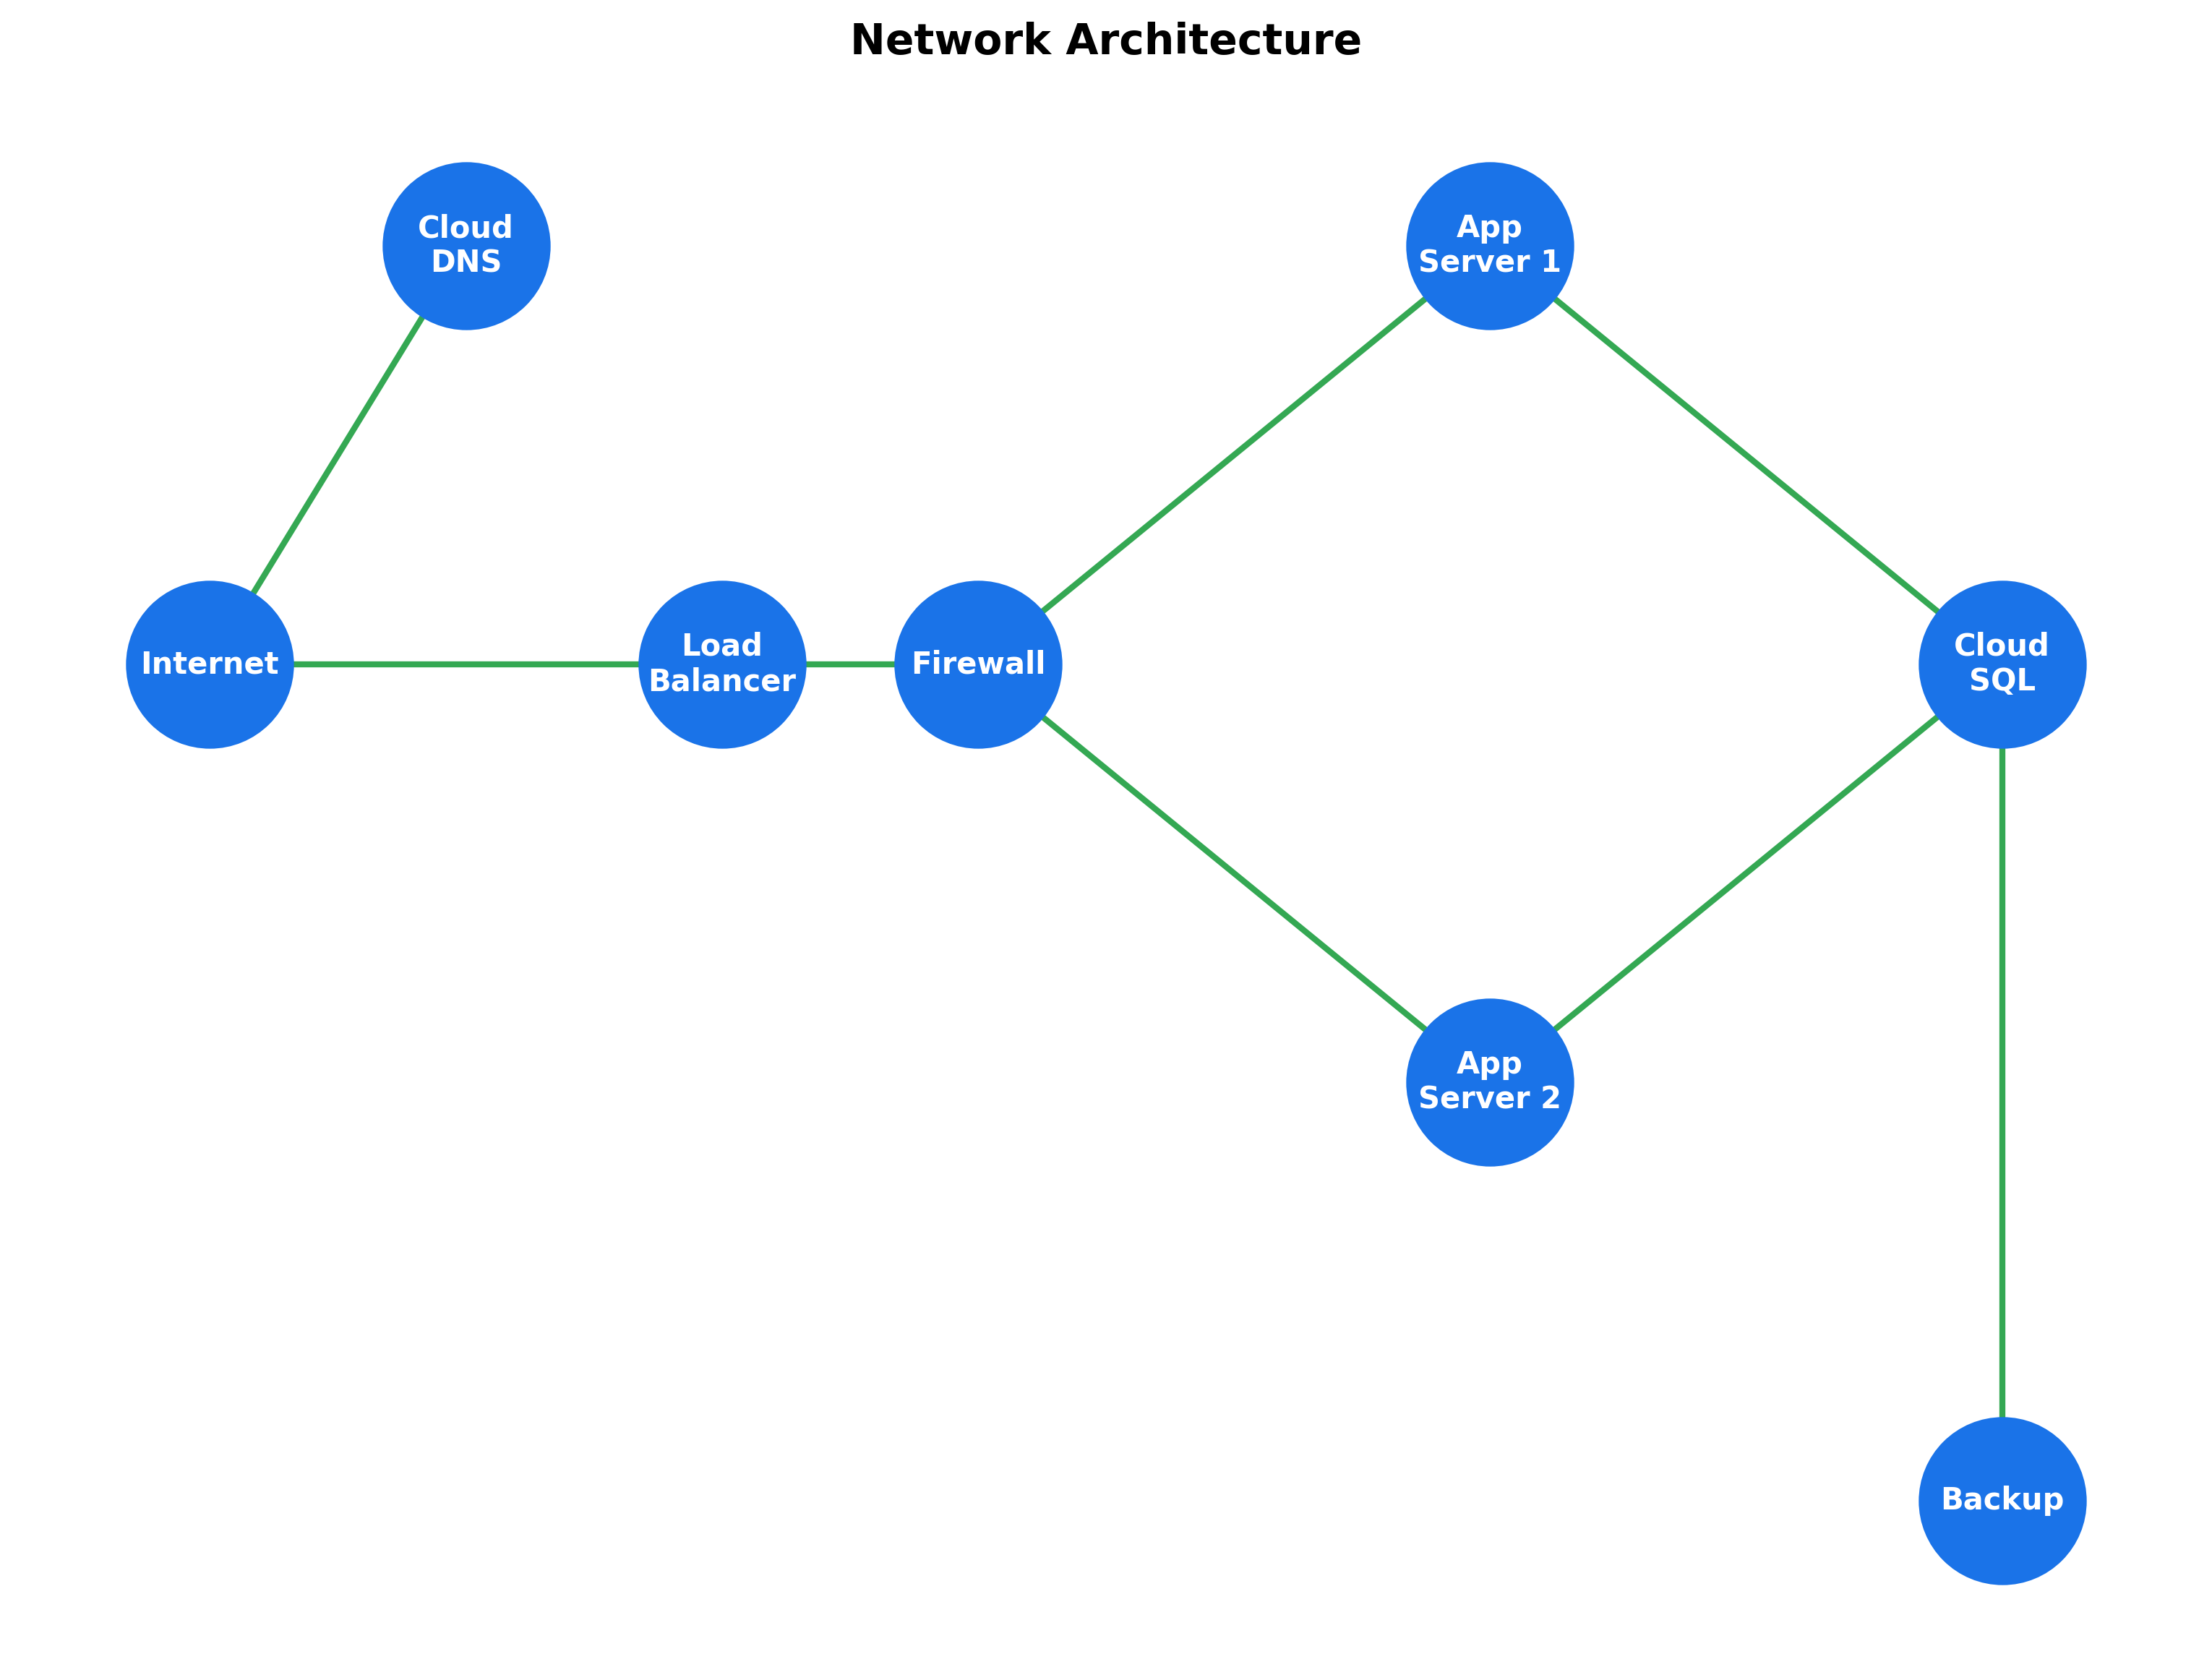 Network Architecture
Cloud
DNS
App
Server 1
Internet
Load
Balancer
Firewall
Cloud
SQL
App
Server 2
Backup